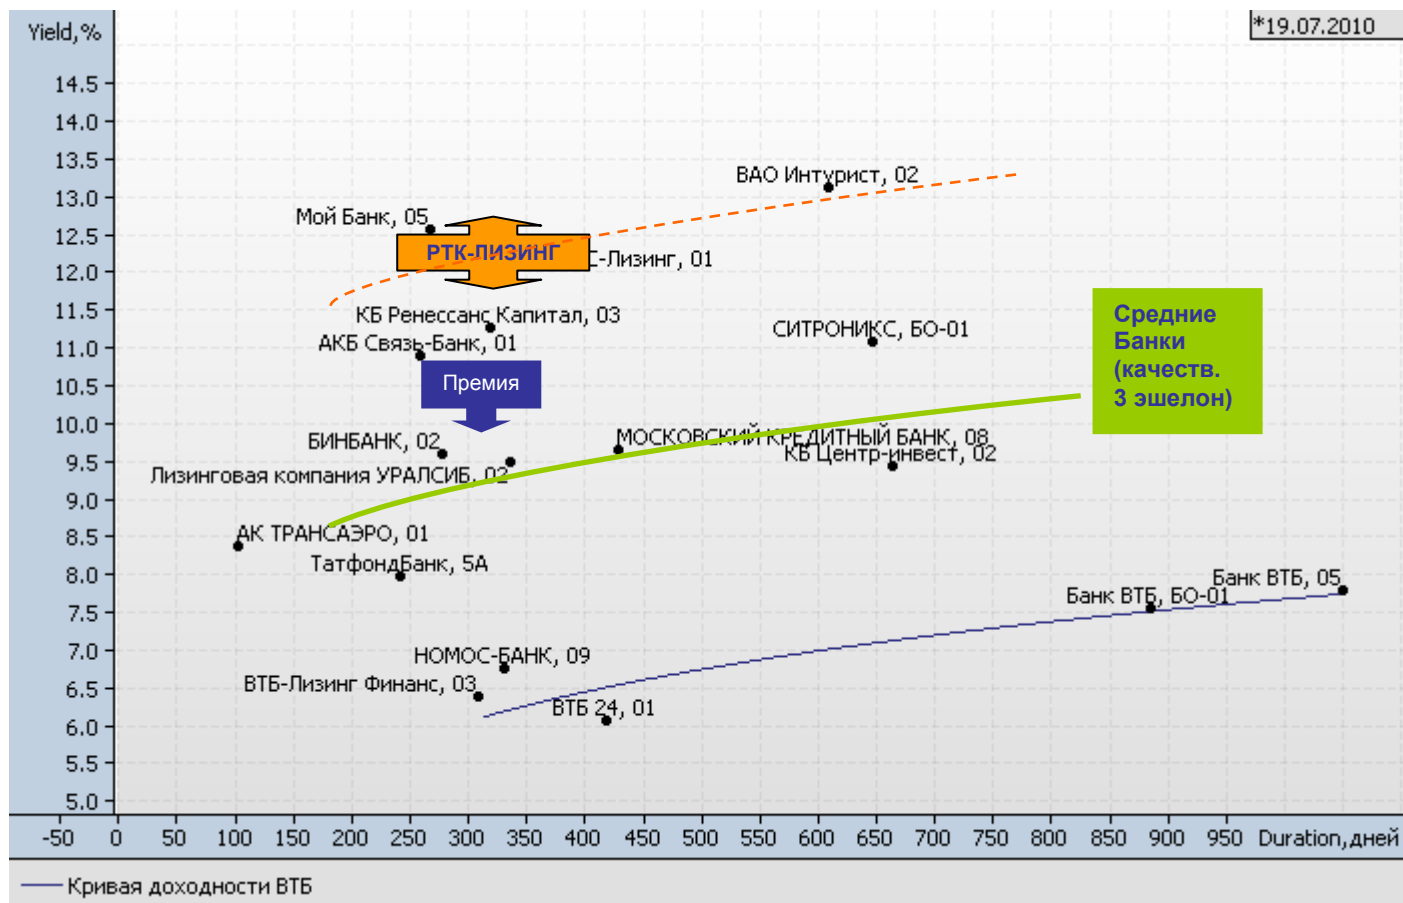 Yield,%
*19.07.2010
14.5
14.0
13.5
13.0
12.5
12.0
11.5
11.0
10.5
10.0
9.5
9.0
8.5
8.0
7.5
7.0
6.5
6.0
5.5
5.0
ВАО Интурист, 02
Мой Банк, 05
РТК-ЛИЗИНГ
С-Лизинг, 01
КБ Ренессанс Капитал, 03
СИТРОНИКС, БО-01
АКБ Связь-Банк, 01
Средние
Банки
(качеств.
3 эшелон)
Премия
БИНБАНК, 02
МОСКОВСКИЙ КРЕДИТНЫЙ БАНК, 08
КБ Центр-инвест, 02
Лизинговая компания УРАЛСИБ, 02
АК ТРАНСАЭРО, 01
ТатфондБанк, 5А
Банк ВТБ, 05
Банк ВТБ, БО-01
НОМОС-БАНК, 09
ВТБ-Лизинг Финанс, 03
ВТБ 24, 01
-50 0 50 100 150 200 250 300 350 400 450 500 550 600 650 700 750 800 850 900 950 Duration,дней
Кривая доходности ВТБ